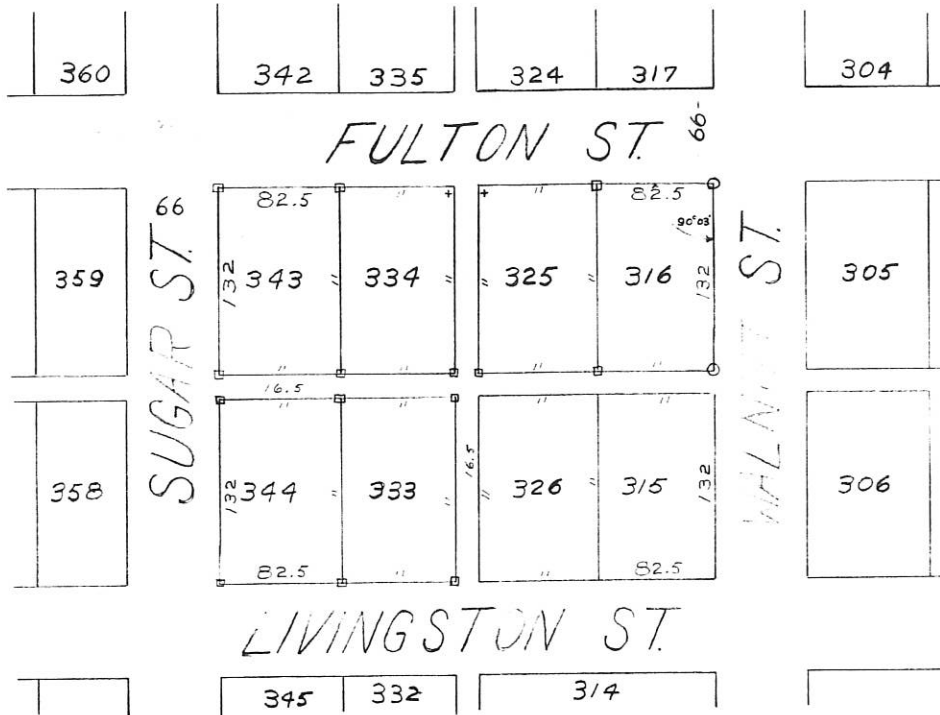 360 342 335 324 317 304
FULTON ST. 66-
66 82.5 " " 82.5
90°03'
SUGAR ST.
WALNUT ST.
359 132 343 " 334 " " 325 " 316 132 305
" " " "
16.5
" " " "
16.5
358 132 344 " 333 " " 326 " 315 132 306
82.5 " " 82.5
LIVINGSTON ST.
345 332 314